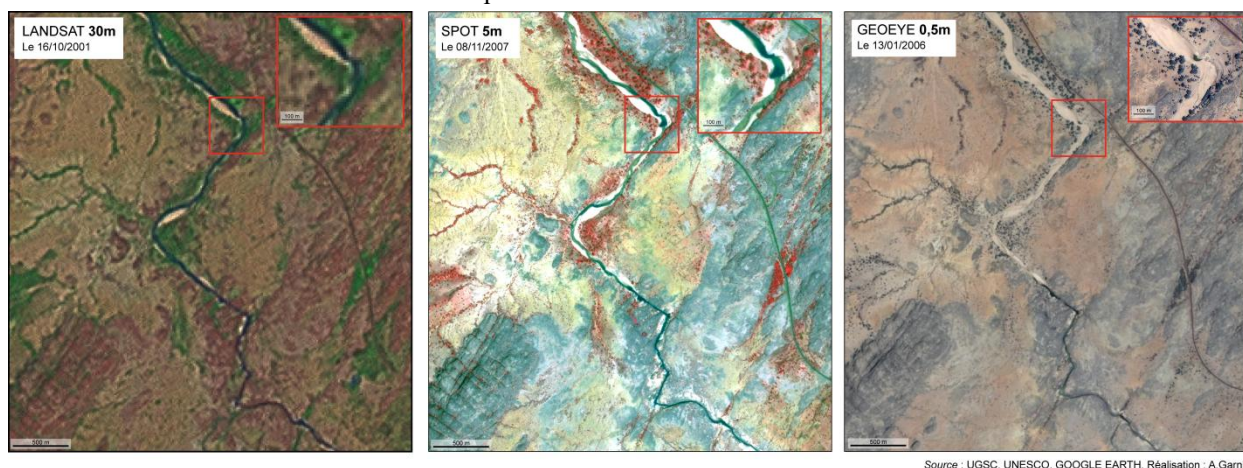 LANDSAT 30m
Le 16/10/2001
100 m
500 m
SPOT 5m
Le 08/11/2007
100 m
500 m
GEOEYE 0,5m
Le 13/01/2006
100 m
500 m
Source : UGSC, UNESCO, GOOGLE EARTH. Réalisation : A Garn